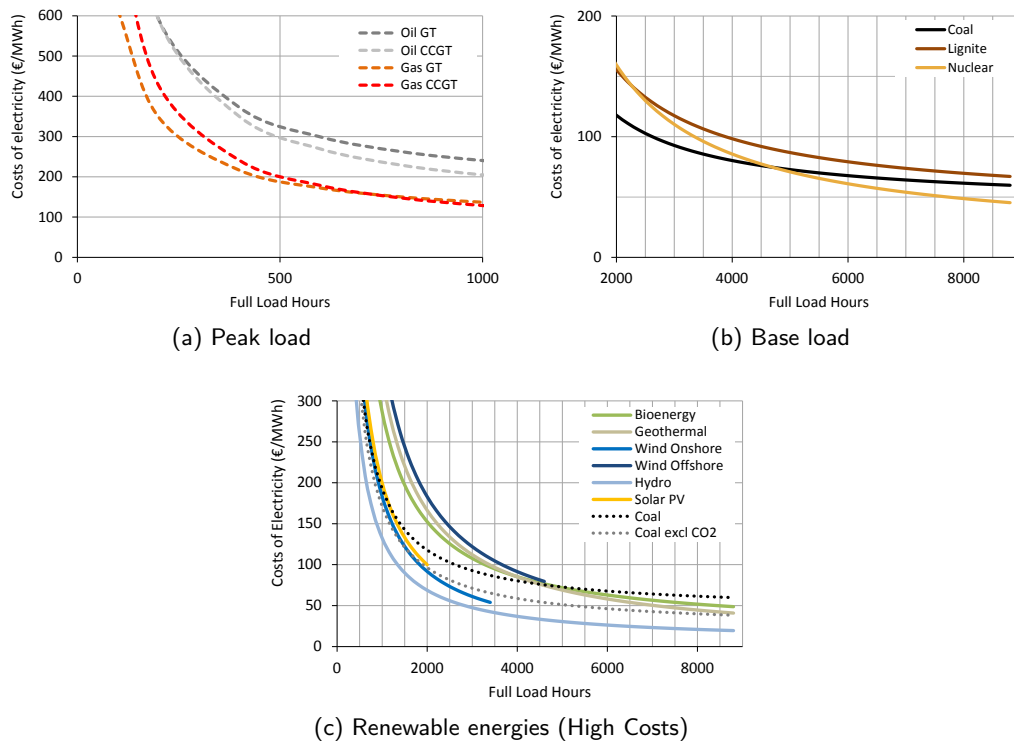 Costs of electricity (€/MWh)
600
500
400
300
200
100
0
0
500
1000
Full Load Hours
Oil GT
Oil CCGT
Gas GT
Gas CCGT
(a) Peak load
Costs of electricity (€/MWh)
200
100
0
2000
4000
6000
8000
Full Load Hours
Coal
Lignite
Nuclear
(b) Base load
Costs of Electricity (€/MWh)
300
250
200
150
100
50
0
0
2000
4000
6000
8000
Full Load Hours
Bioenergy
Geothermal
Wind Onshore
Wind Offshore
Hydro
Solar PV
Coal
Coal excl CO2
(c) Renewable energies (High Costs)